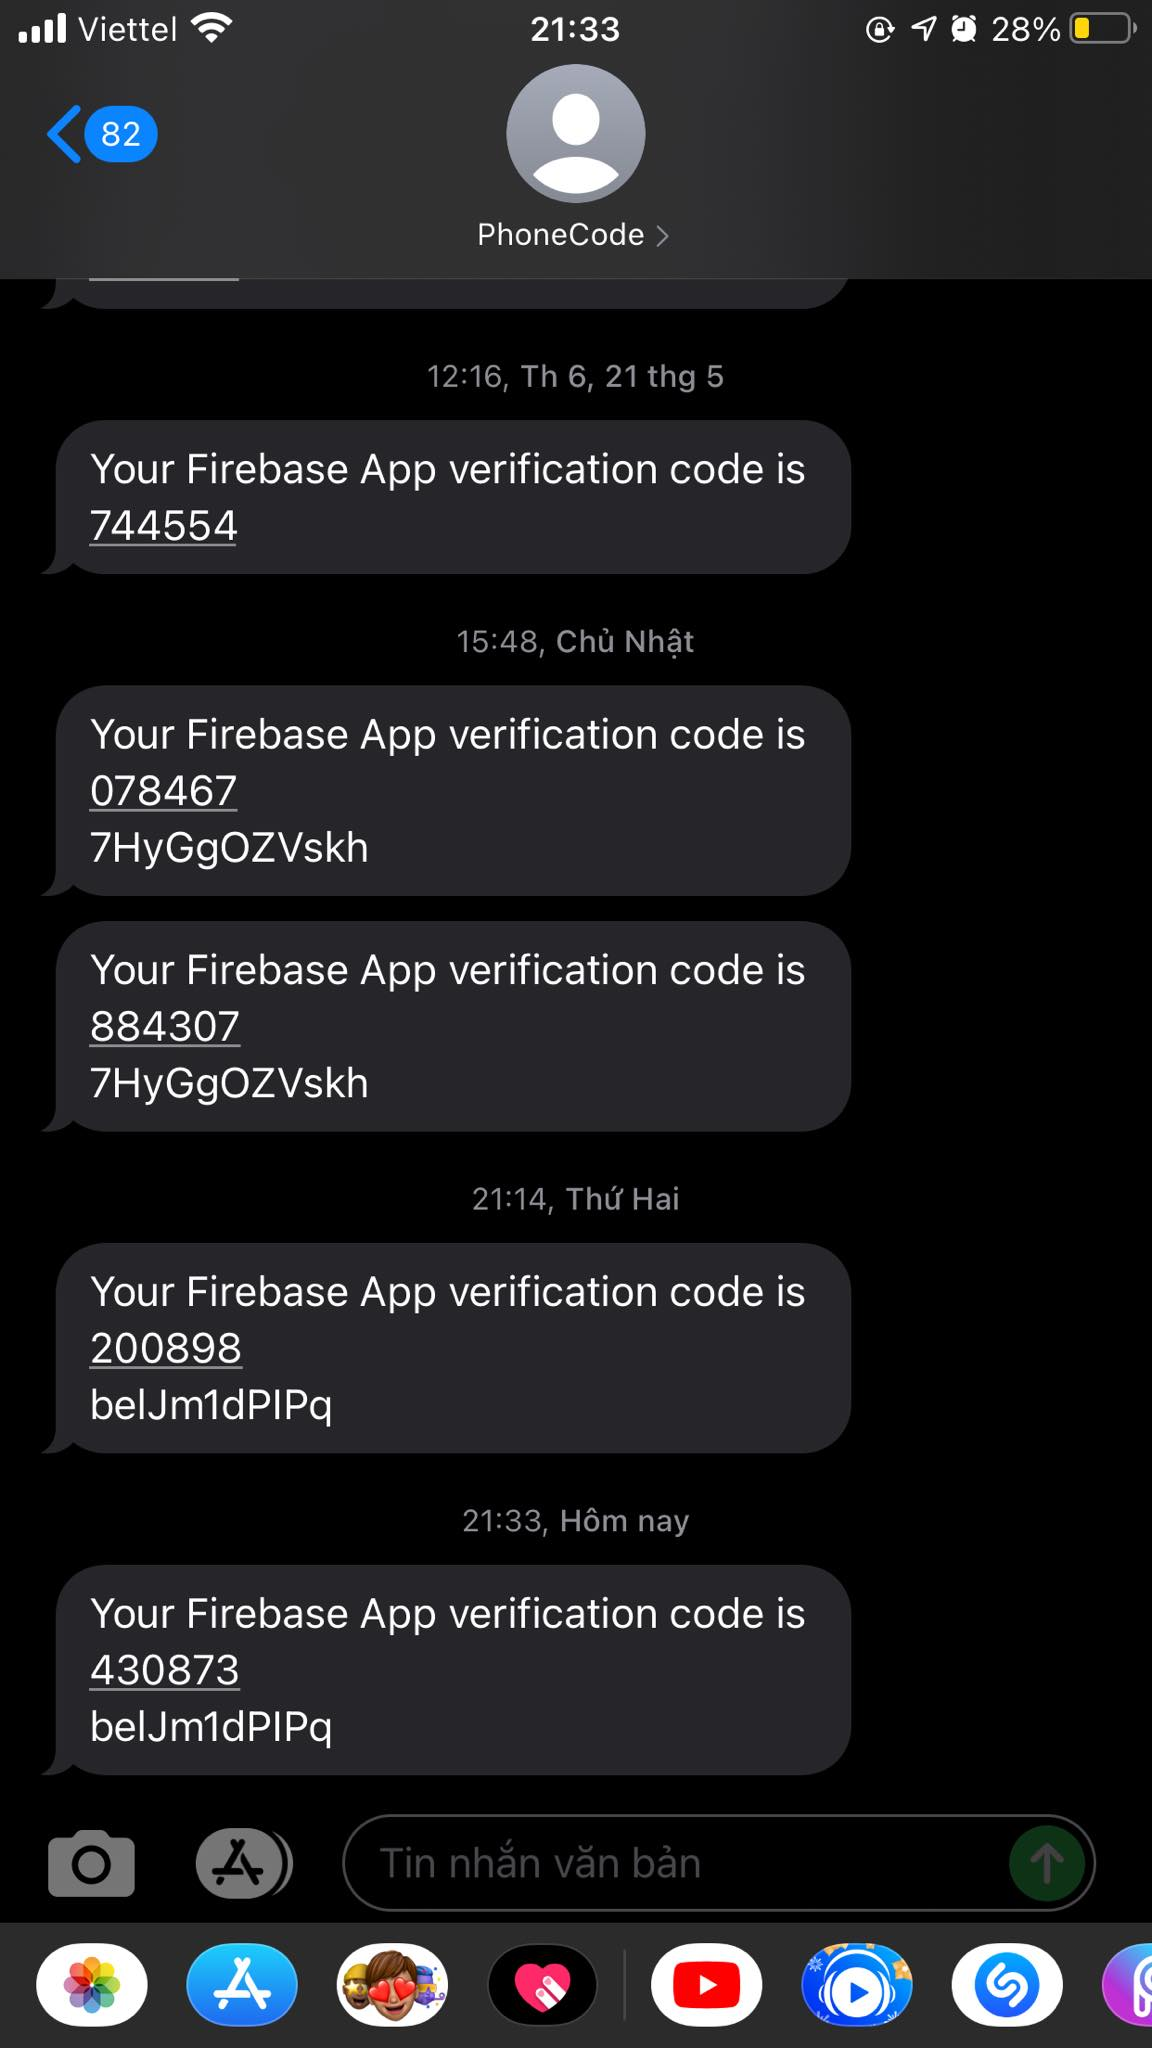 Viettel 21:33 28%
82
PhoneCode
12:16, Th 6, 21 thg 5
Your Firebase App verification code is
744554
15:48, Chủ Nhật
Your Firebase App verification code is
078467
7HyGgOZVskh
Your Firebase App verification code is
884307
7HyGgOZVskh
21:14, Thứ Hai
Your Firebase App verification code is
200898
belJm1dPIPq
21:33, Hôm nay
Your Firebase App verification code is
430873
belJm1dPIPq
Tin nhắn văn bản